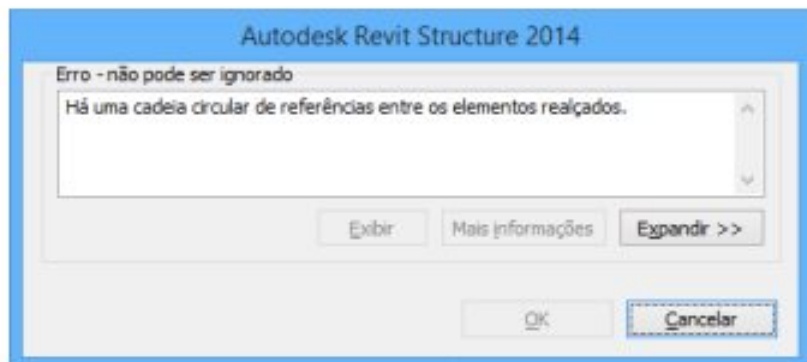 Autodesk Revit Structure 2014
Erro - não pode ser ignorado
Há uma cadeia circular de referências entre os elementos realçados.
Exibir Mais informações Expandir >>
OK Cancelar